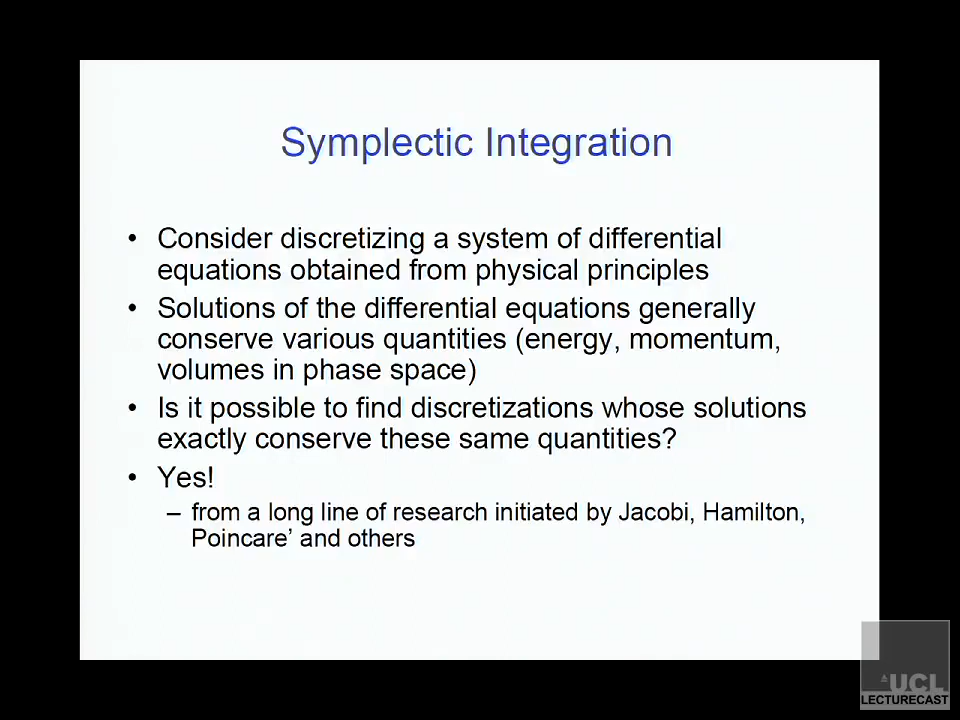 Symplectic Integration
• Consider discretizing a system of differential
equations obtained from physical principles
• Solutions of the differential equations generally
conserve various quantities (energy, momentum,
volumes in phase space)
• Is it possible to find discretizations whose solutions
exactly conserve these same quantities?
• Yes!
– from a long line of research initiated by Jacobi, Hamilton,
Poincare’ and others
UCL
LECTURECAST